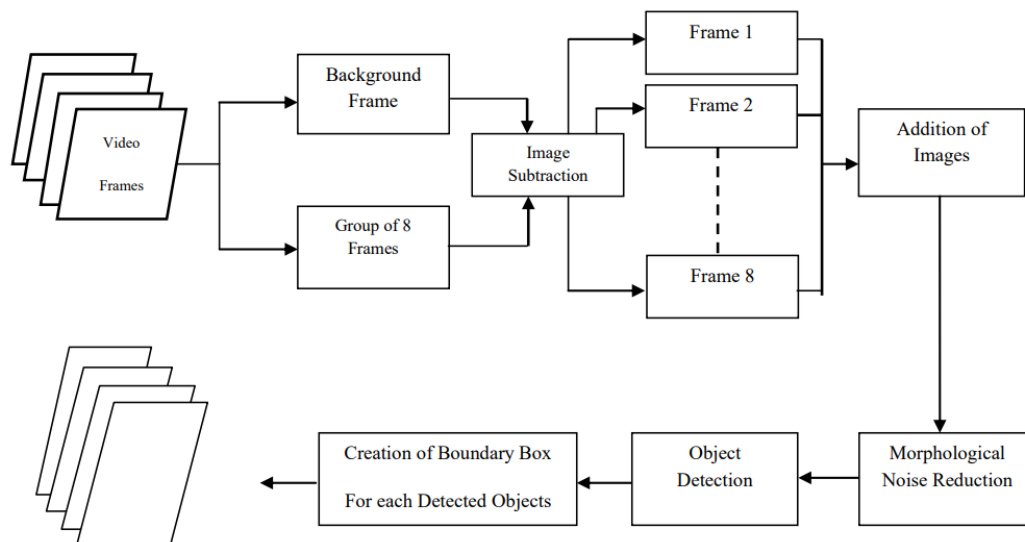 Video
Frames
Background
Frame
Group of 8
Frames
Image
Subtraction
Frame 1
Frame 2
Frame 8
Addition of
Images
Morphological
Noise Reduction
Object
Detection
Creation of Boundary Box
For each Detected Objects